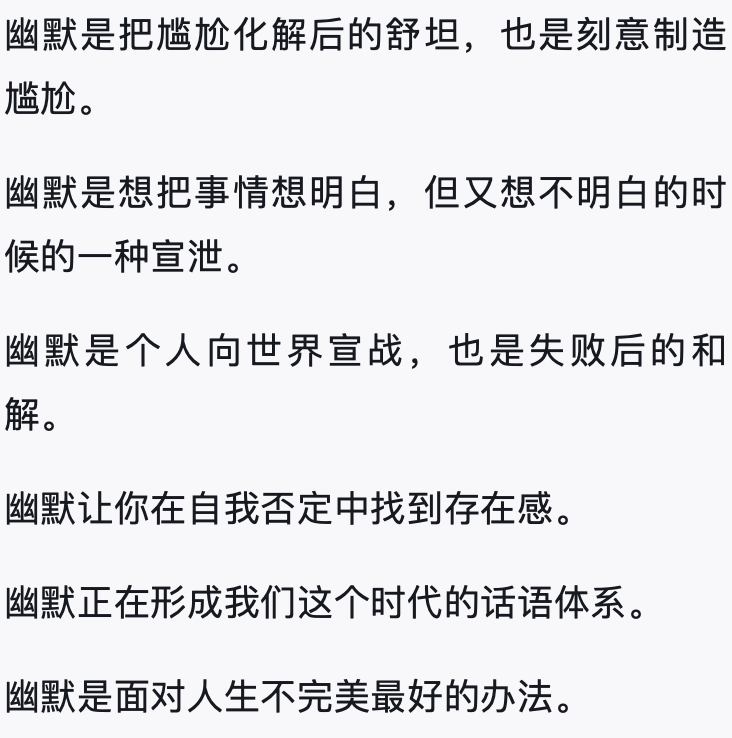 幽默是把尴尬化解后的舒坦，也是刻意制造
尴尬。
幽默是想把事情想明白，但又想不明白的时
候的一种宣泄。
幽默是个人向世界宣战，也是失败后的和
解。
幽默让你在自我否定中找到存在感。
幽默正在形成我们这个时代的话语体系。
幽默是面对人生不完美最好的办法。